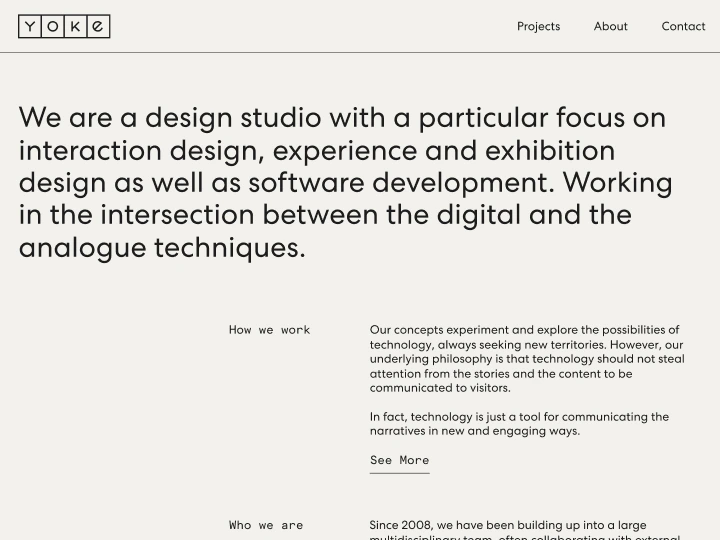 YOKE
Projects
About
Contact
We are a design studio with a particular focus on
interaction design, experience and exhibition
design as well as software development. Working
in the intersection between the digital and the
analogue techniques.
How we work
Our concepts experiment and explore the possibilities of
technology, always seeking new territories. However, our
underlying philosophy is that technology should not steal
attention from the stories and the content to be
communicated to visitors.
In fact, technology is just a tool for communicating the
narratives in new and engaging ways.
See More
Who we are
Since 2008, we have been building up into a large
multidisciplinary team, often collaborating with external